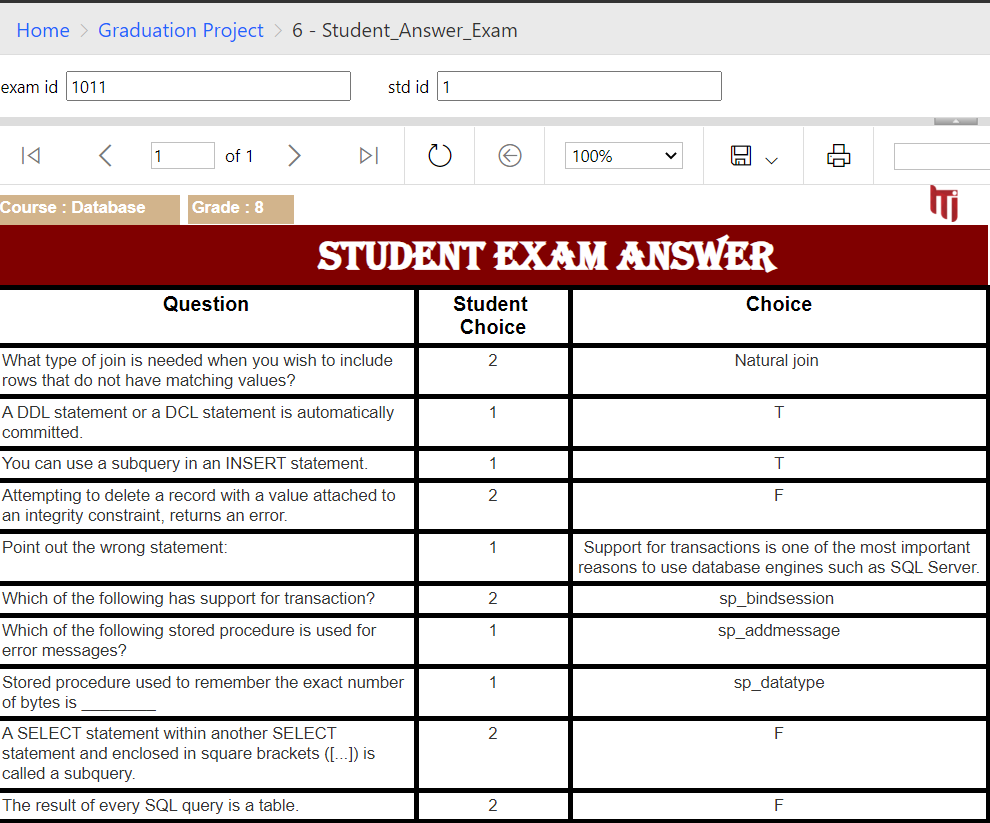 Home > Graduation Project > 6 - Student_Answer_Exam
exam id 1011 std id 1
1 of 1 100%
Course : Database Grade : 8
STUDENT EXAM ANSWER
Question Student Choice Choice
What type of join is needed when you wish to include rows that do not have matching values? 2 Natural join
A DDL statement or a DCL statement is automatically committed. 1 T
You can use a subquery in an INSERT statement. 1 T
Attempting to delete a record with a value attached to an integrity constraint, returns an error. 2 F
Point out the wrong statement: 1 Support for transactions is one of the most important reasons to use database engines such as SQL Server.
Which of the following has support for transaction? 2 sp_bindsession
Which of the following stored procedure is used for error messages? 1 sp_addmessage
Stored procedure used to remember the exact number of bytes is ________ 1 sp_datatype
A SELECT statement within another SELECT statement and enclosed in square brackets ([...]) is called a subquery. 2 F
The result of every SQL query is a table. 2 F